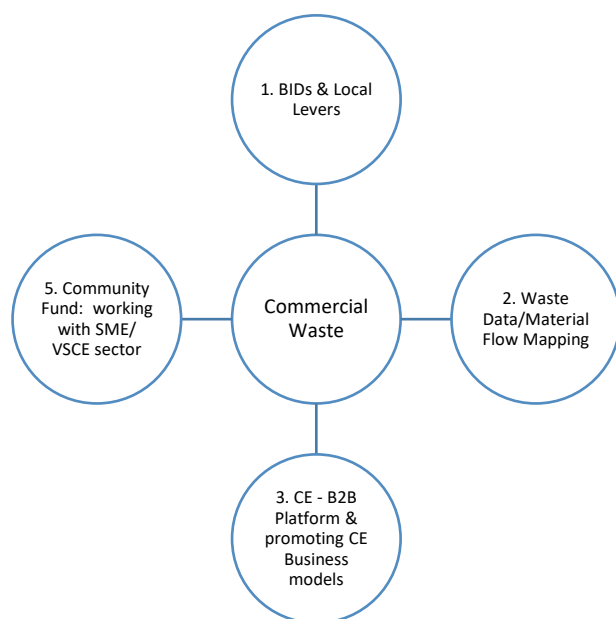 1. BIDs & Local
Levers
5. Community
Fund: working
with SME/
VSCE sector
Commercial
Waste
2. Waste
Data/Material
Flow Mapping
3. CE - B2B
Platform &
promoting CE
Business
models